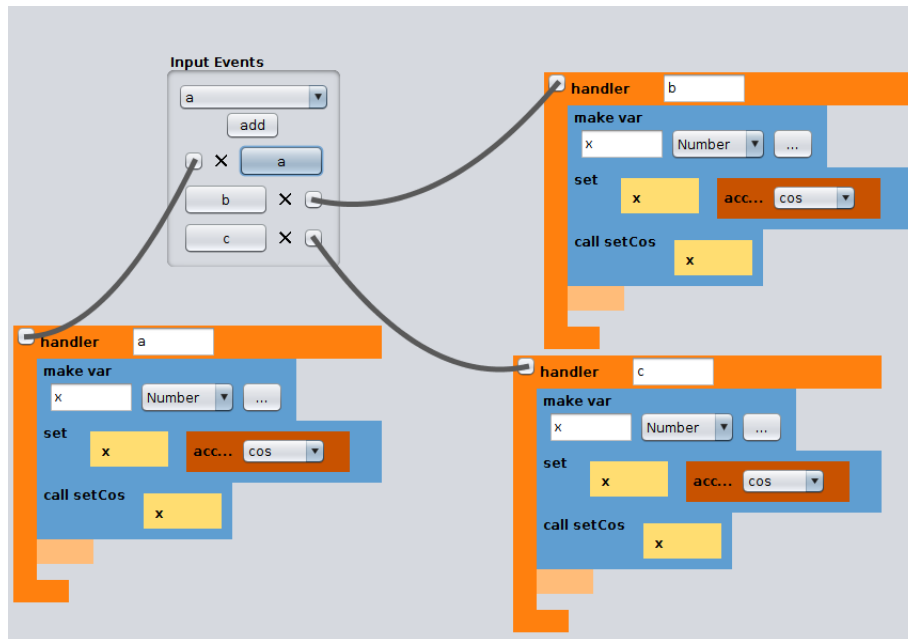 Input Events
a
add
a
b
c
handler b
make var
x Number ...
set x acc... cos
call setCos x
handler a
make var
x Number ...
set x acc... cos
call setCos x
handler c
make var
x Number ...
set x acc... cos
call setCos x